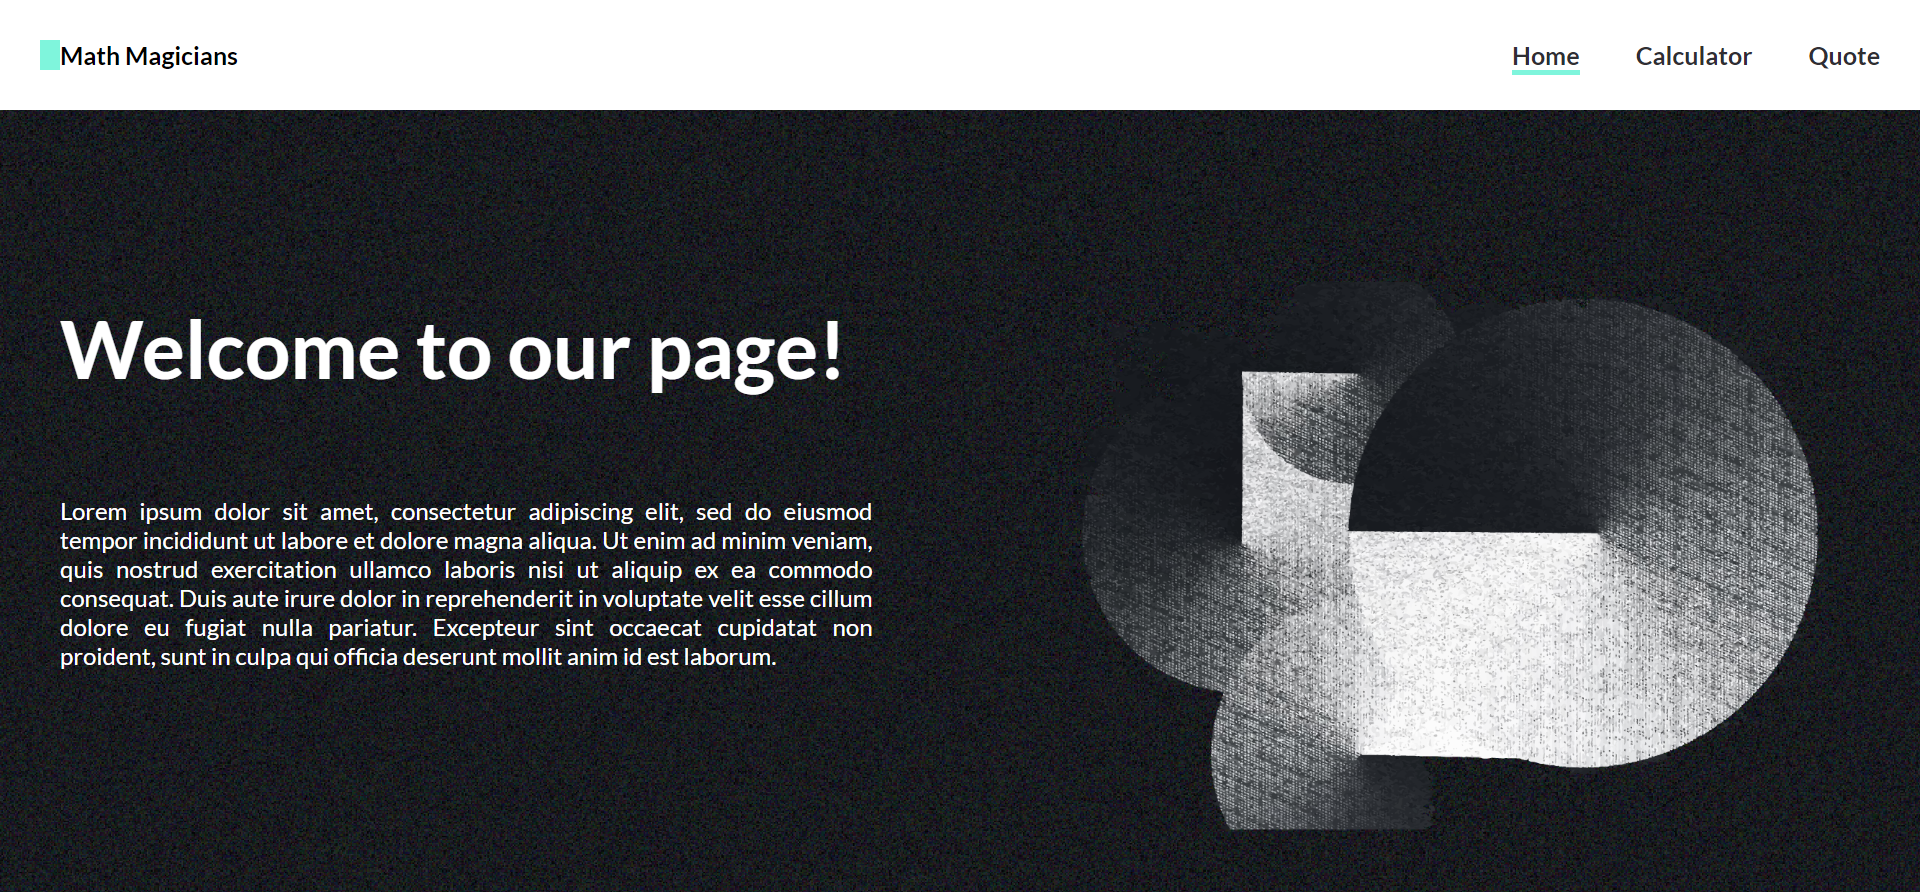 Math Magicians
Home Calculator Quote
Welcome to our page!
Lorem ipsum dolor sit amet, consectetur adipiscing elit, sed do eiusmod
tempor incididunt ut labore et dolore magna aliqua. Ut enim ad minim veniam,
quis nostrud exercitation ullamco laboris nisi ut aliquip ex ea commodo
consequat. Duis aute irure dolor in reprehenderit in voluptate velit esse cillum
dolore eu fugiat nulla pariatur. Excepteur sint occaecat cupidatat non
proident, sunt in culpa qui officia deserunt mollit anim id est laborum.